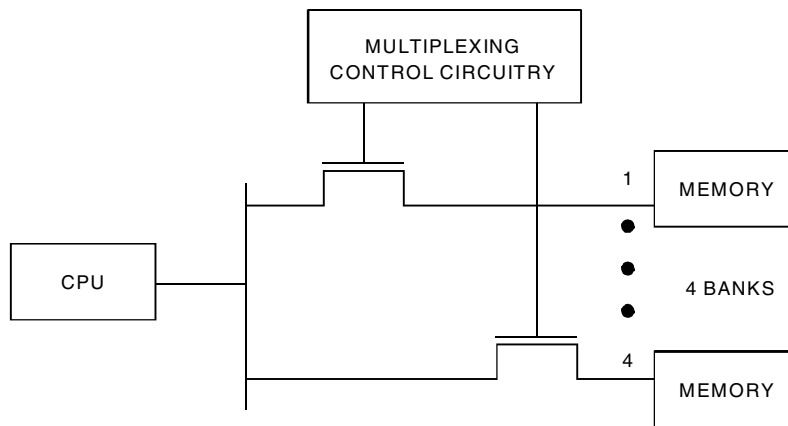 MULTIPLEXING
CONTROL CIRCUITRY
1
MEMORY
CPU
4 BANKS
4
MEMORY